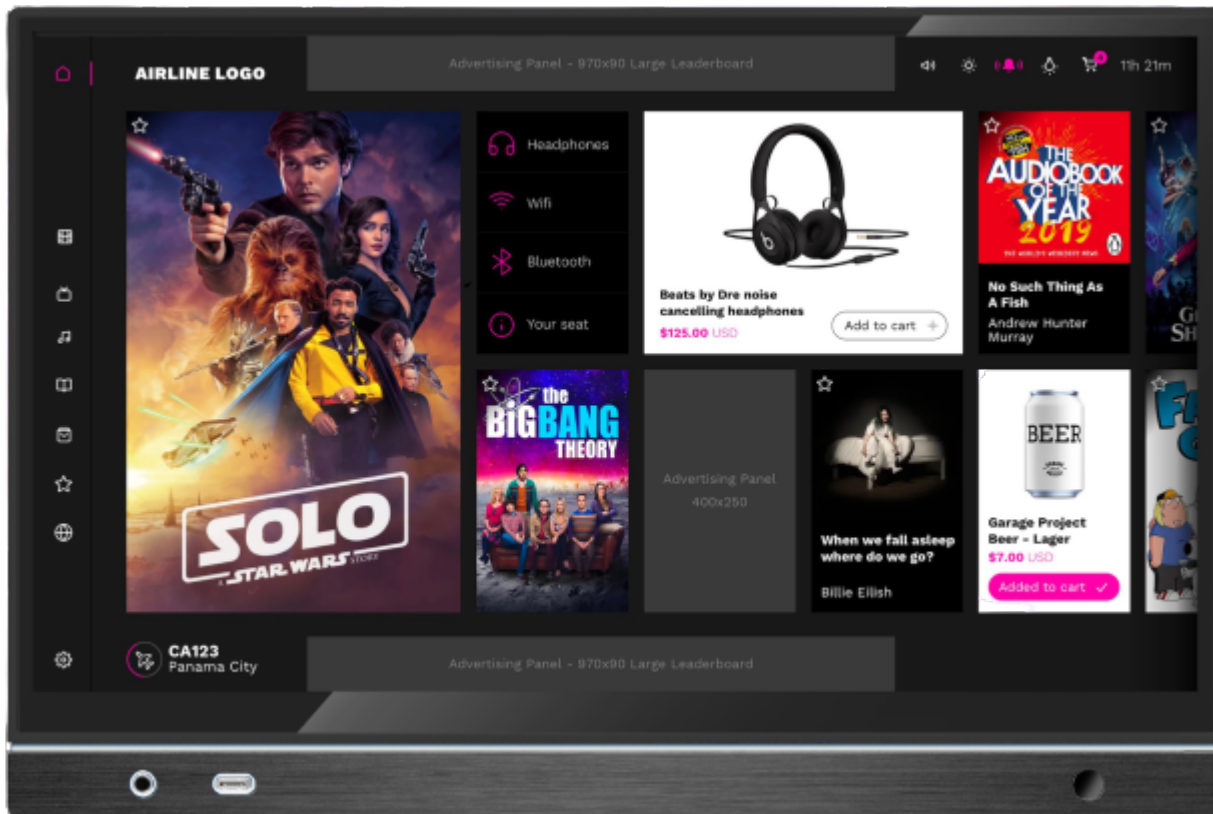 AIRLINE LOGO
Advertising Panel - 970x90 Large Leaderboard
11h 21m
Headphones
Wifi
Bluetooth
Your seat
Beats by Dre noise
cancelling headphones
$125.00 USD
Add to cart +
THE
AUDIOBOOK
OF THE
YEAR
2019
No Such Thing As
A Fish
Andrew Hunter
Murray
SOLO
A STAR WARS STORY
the
BIG BANG
THEORY
Advertising Panel
400x250
When we fall asleep
where do we go?
Billie Eilish
BEER
Garage Project
Beer - Lager
$7.00 USD
Added to cart
CA123
Panama City
Advertising Panel - 970x90 Large Leaderboard